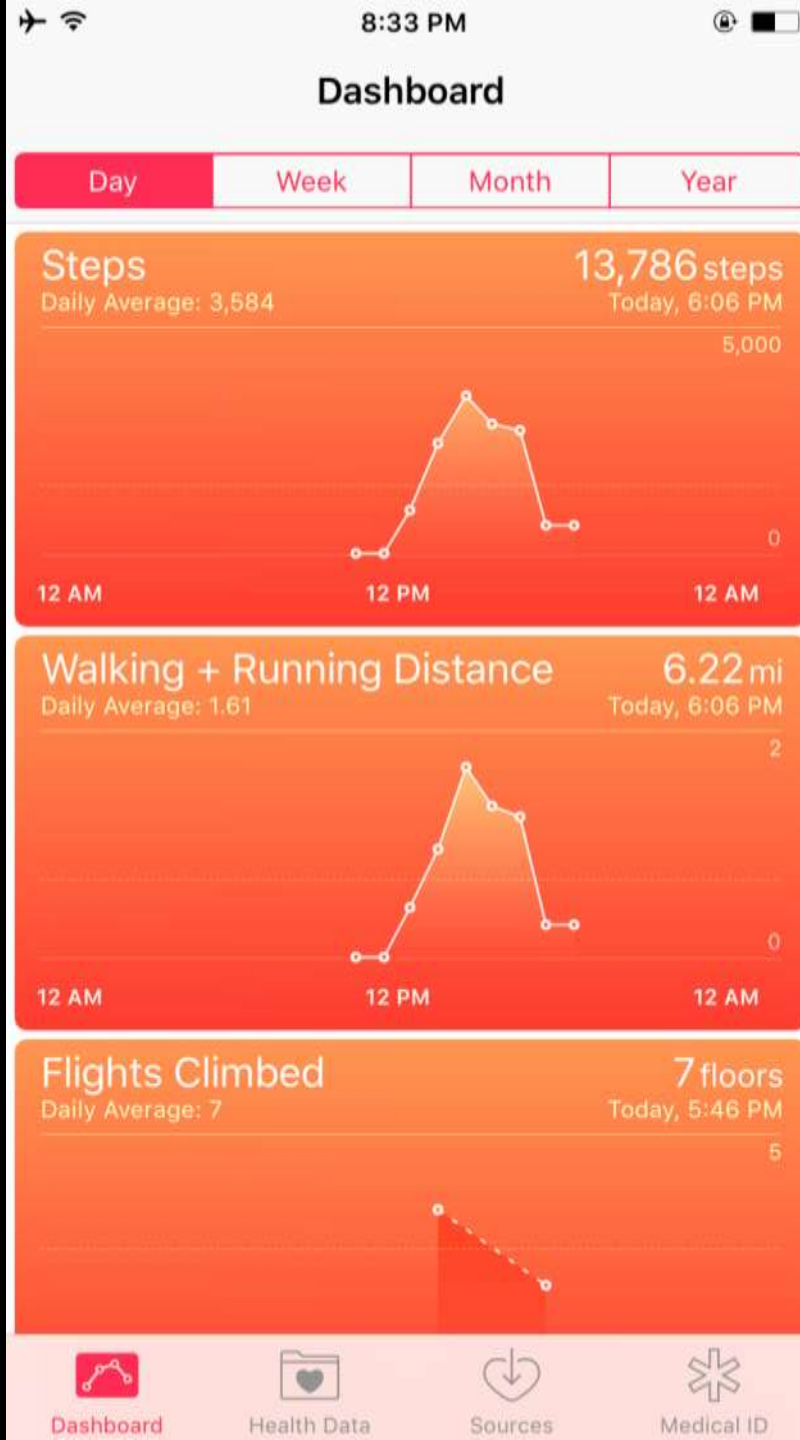 8:33 PM
Dashboard
Day Week Month Year
Steps 13,786 steps
Daily Average: 3,584 Today, 6:06 PM
5,000
0
12 AM 12 PM 12 AM
Walking + Running Distance 6.22 mi
Daily Average: 1.61 Today, 6:06 PM
2
0
12 AM 12 PM 12 AM
Flights Climbed 7 floors
Daily Average: 7 Today, 5:46 PM
5
Dashboard Health Data Sources Medical ID